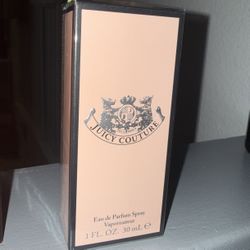 JUICY COUTURE
Eau de Parfum Spray
Vaporisateur
1 FL. OZ. 30 ml ℮